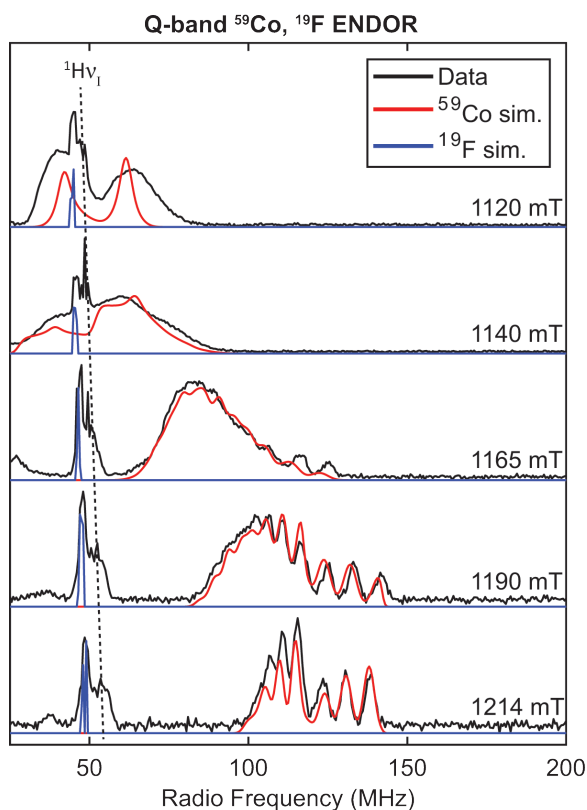 Q-band ⁵⁹Co, ¹⁹F ENDOR
¹Hν_I
Data
⁵⁹Co sim.
¹⁹F sim.
1120 mT
1140 mT
1165 mT
1190 mT
1214 mT
50 100 150 200
Radio Frequency (MHz)